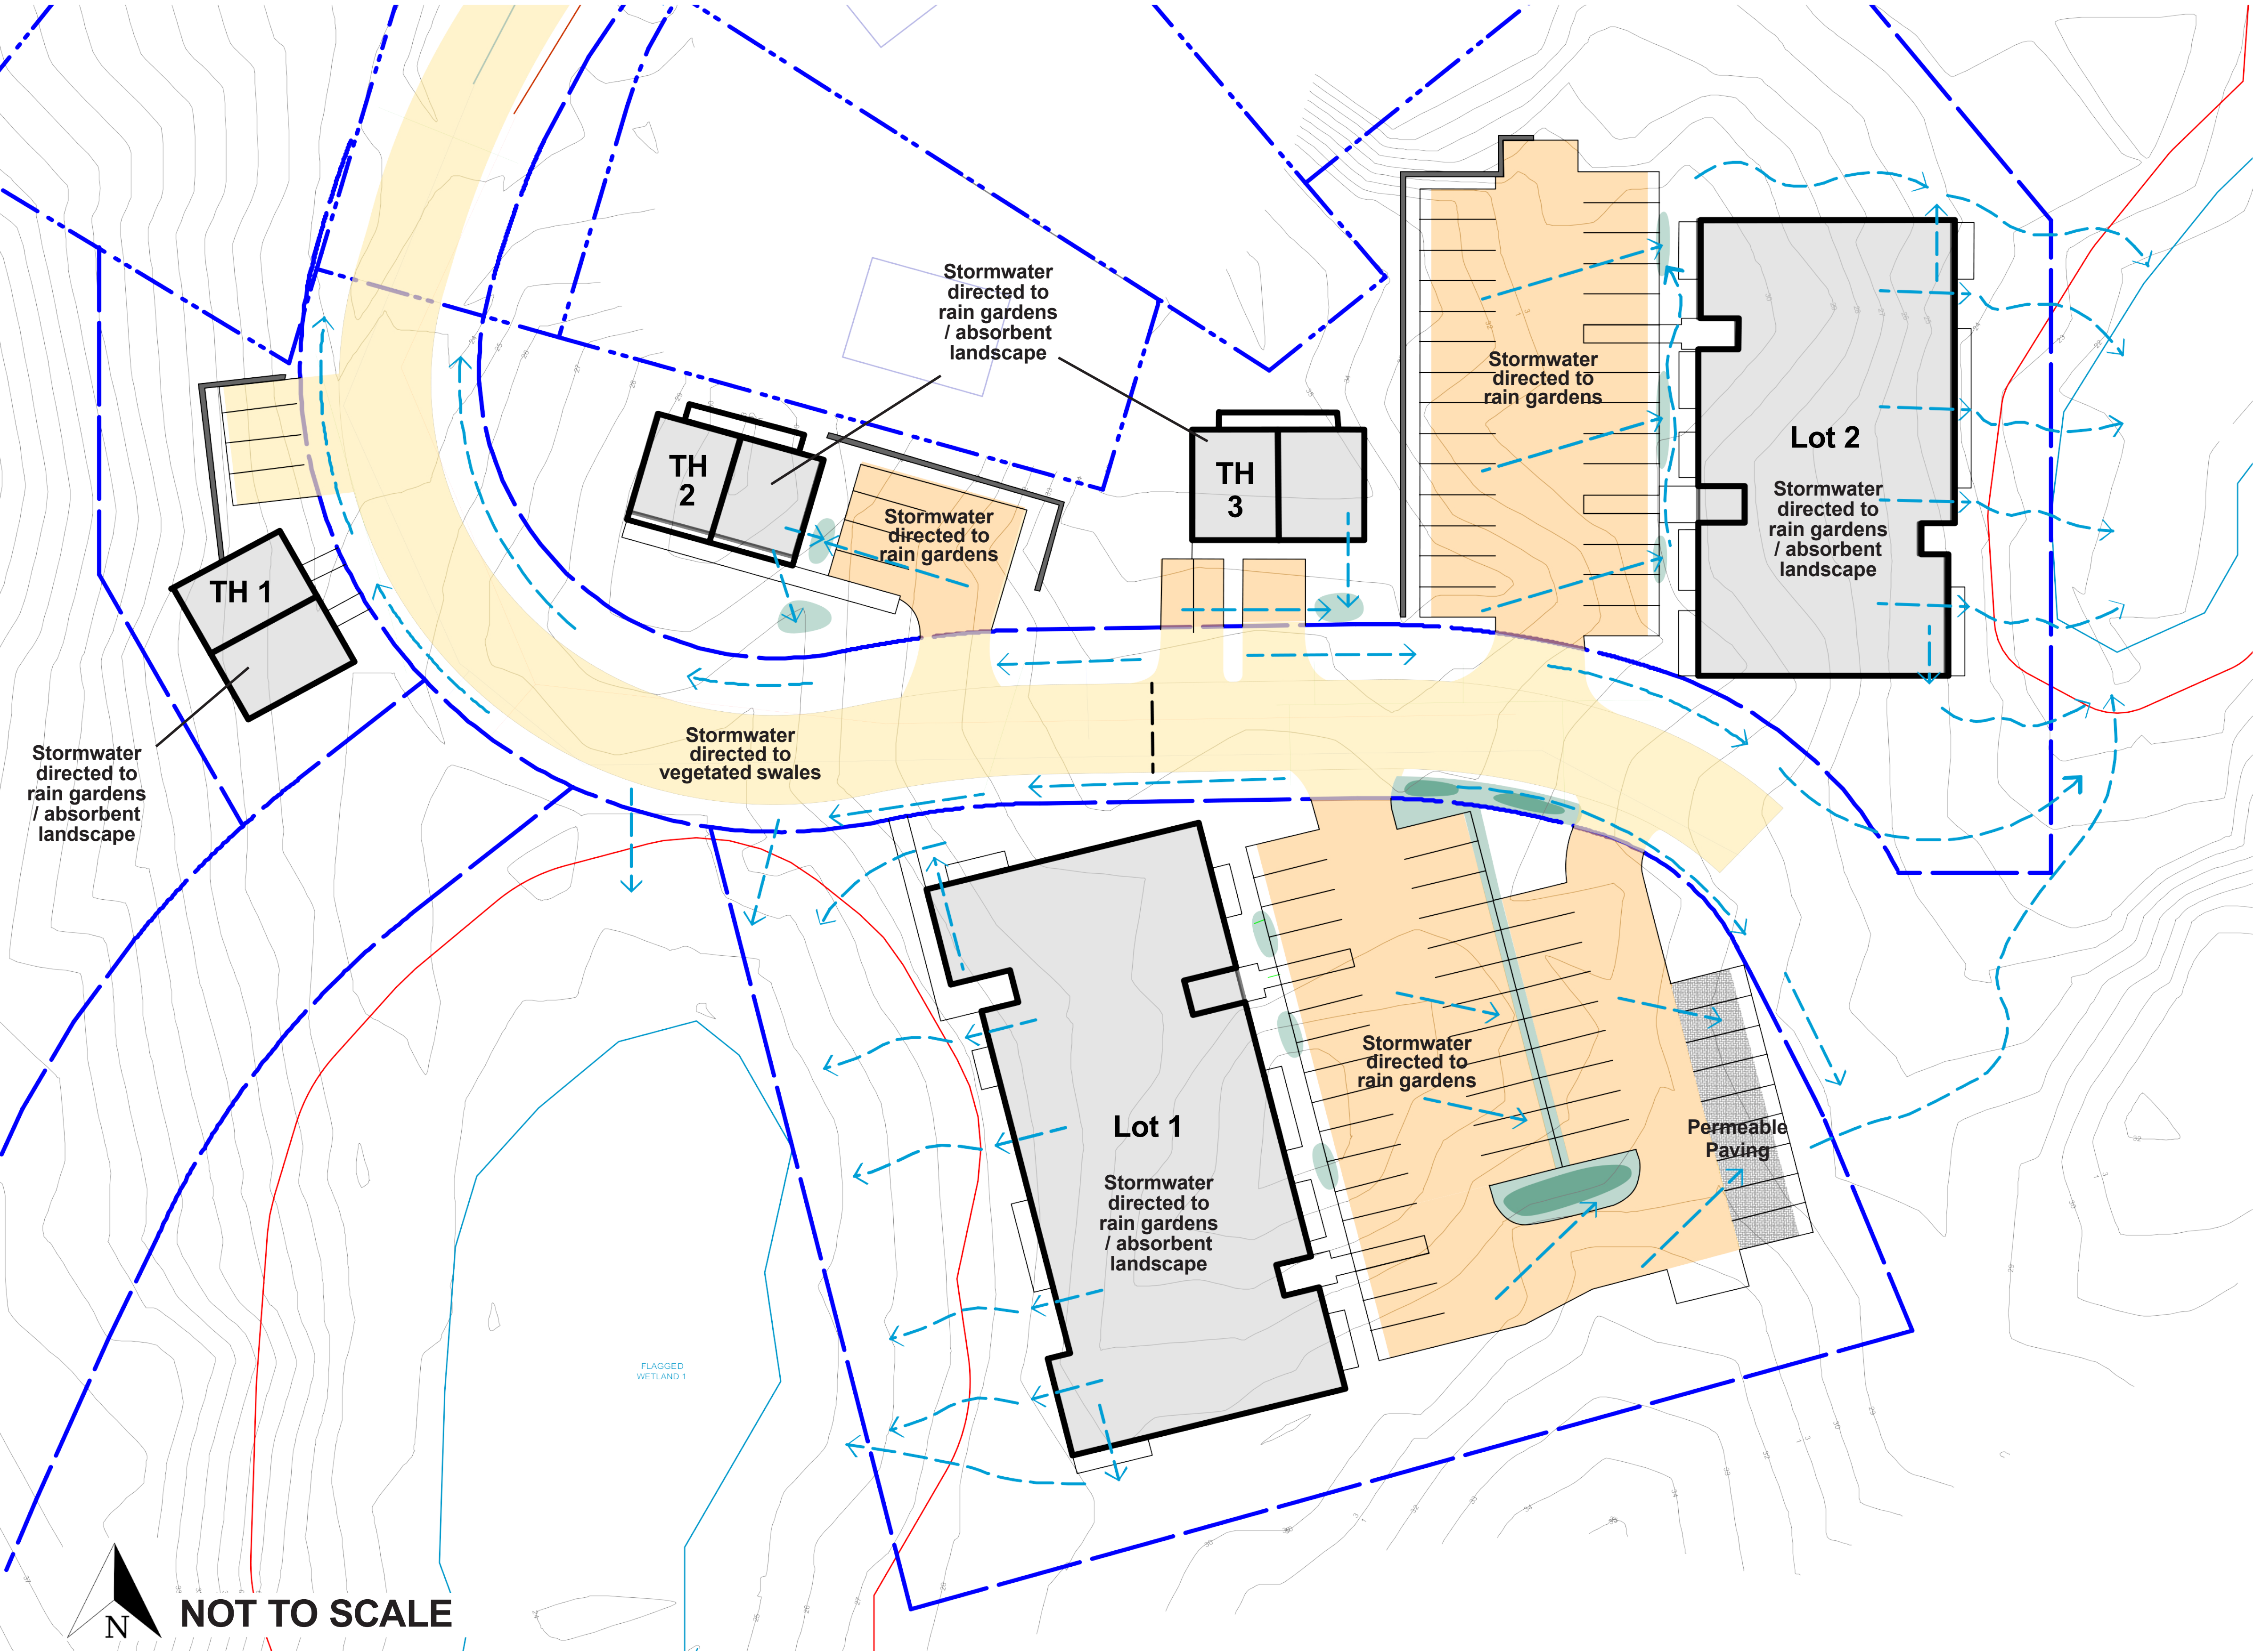 Stormwater
directed to
rain gardens
/ absorbent
landscape
Stormwater
directed to
rain gardens
Lot 2
Stormwater
directed to
rain gardens
/ absorbent
landscape
TH
2
TH
3
Stormwater
directed to
rain gardens
TH 1
Stormwater
directed to
rain gardens
/ absorbent
landscape
Stormwater
directed to
vegetated swales
Stormwater
directed to
rain gardens
Lot 1
Stormwater
directed to
rain gardens
/ absorbent
landscape
Permeable
Paving
FLAGGED
WETLAND 1
N
NOT TO SCALE